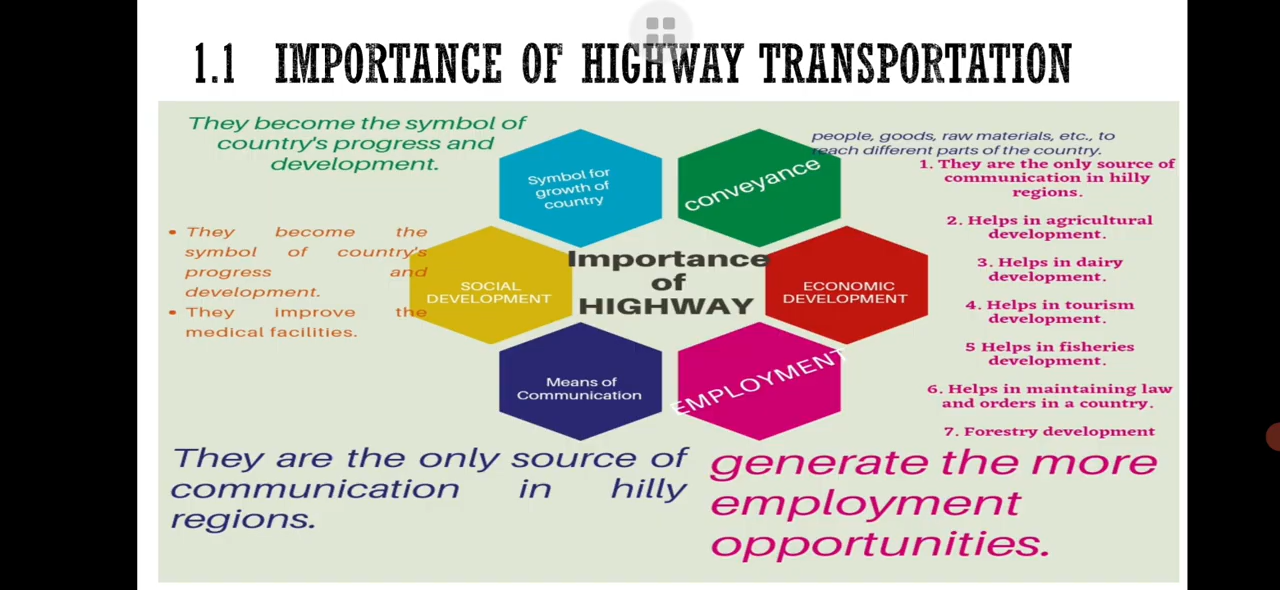 1.1 IMPORTANCE OF HIGHWAY TRANSPORTATION
They become the symbol of
country's progress and
development.
Symbol for
growth of
country
conveyance
people, goods, raw materials, etc., to
reach different parts of the country.
They become the
symbol of country's
progress and
development.
They improve the
medical facilities.
SOCIAL
DEVELOPMENT
Importance
of
HIGHWAY
ECONOMIC
DEVELOPMENT
1. They are the only source of
communication in hilly
regions.
2. Helps in agricultural
development.
3. Helps in dairy
development.
4. Helps in tourism
development.
5 Helps in fisheries
development.
6. Helps in maintaining law
and orders in a country.
7. Forestry development
Means of
Communication
EMPLOYMENT
They are the only source of
communication in hilly
regions.
generate the more
employment
opportunities.